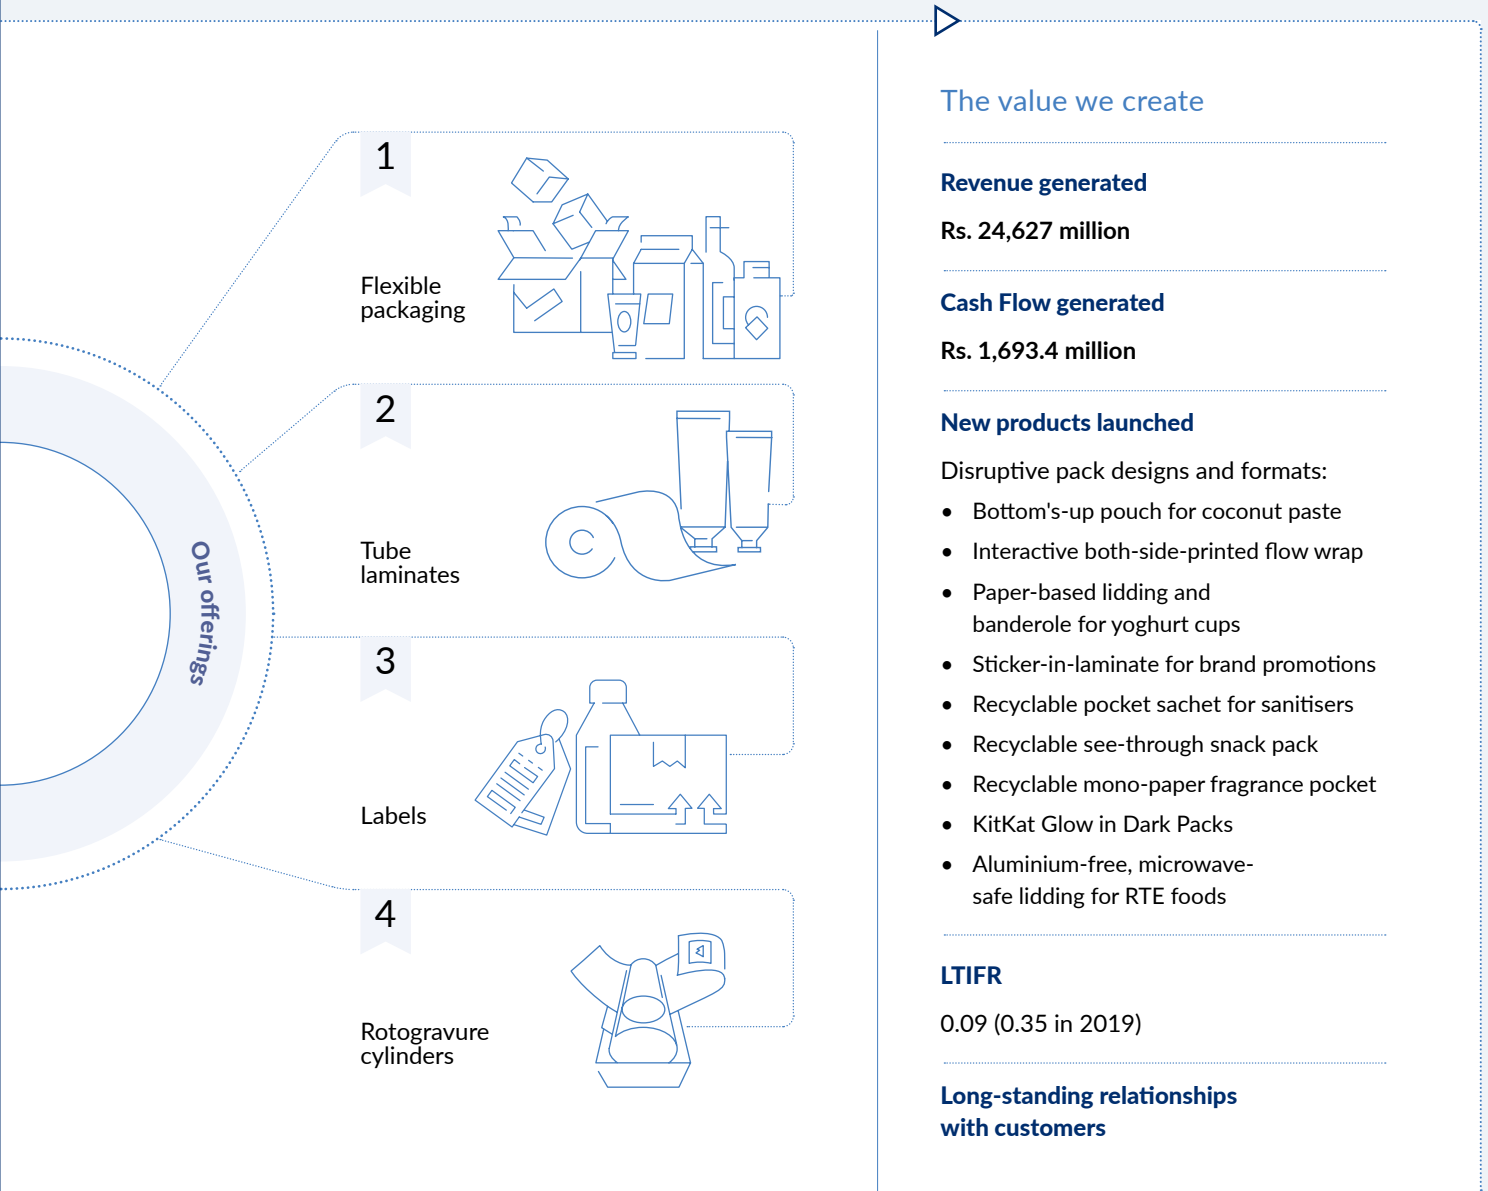 Our offerings
1
Flexible
packaging
2
Tube
laminates
3
Labels
4
Rotogravure
cylinders
The value we create
Revenue generated
Rs. 24,627 million
Cash Flow generated
Rs. 1,693.4 million
New products launched
Disruptive pack designs and formats:
• Bottom's-up pouch for coconut paste
• Interactive both-side-printed flow wrap
• Paper-based lidding and
banderole for yoghurt cups
• Sticker-in-laminate for brand promotions
• Recyclable pocket sachet for sanitisers
• Recyclable see-through snack pack
• Recyclable mono-paper fragrance pocket
• KitKat Glow in Dark Packs
• Aluminium-free, microwave-
safe lidding for RTE foods
LTIFR
0.09 (0.35 in 2019)
Long-standing relationships
with customers